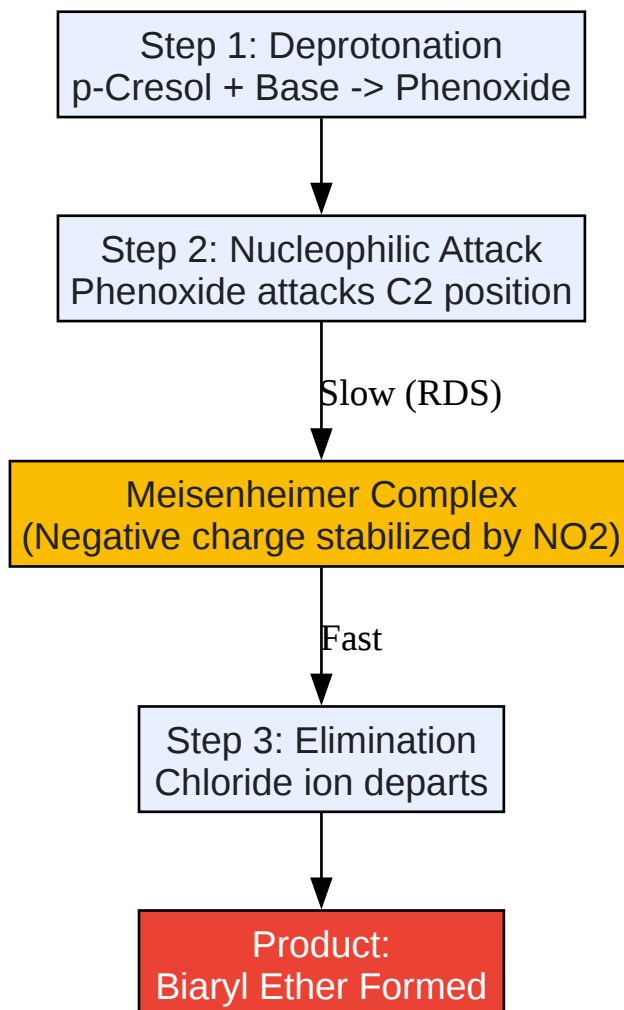 Step 1: Deprotonation
p-Cresol + Base -> Phenoxide
Step 2: Nucleophilic Attack
Phenoxide attacks C2 position
Slow (RDS)
Meisenheimer Complex
(Negative charge stabilized by NO2)
Fast
Step 3: Elimination
Chloride ion departs
Product:
Biaryl Ether Formed